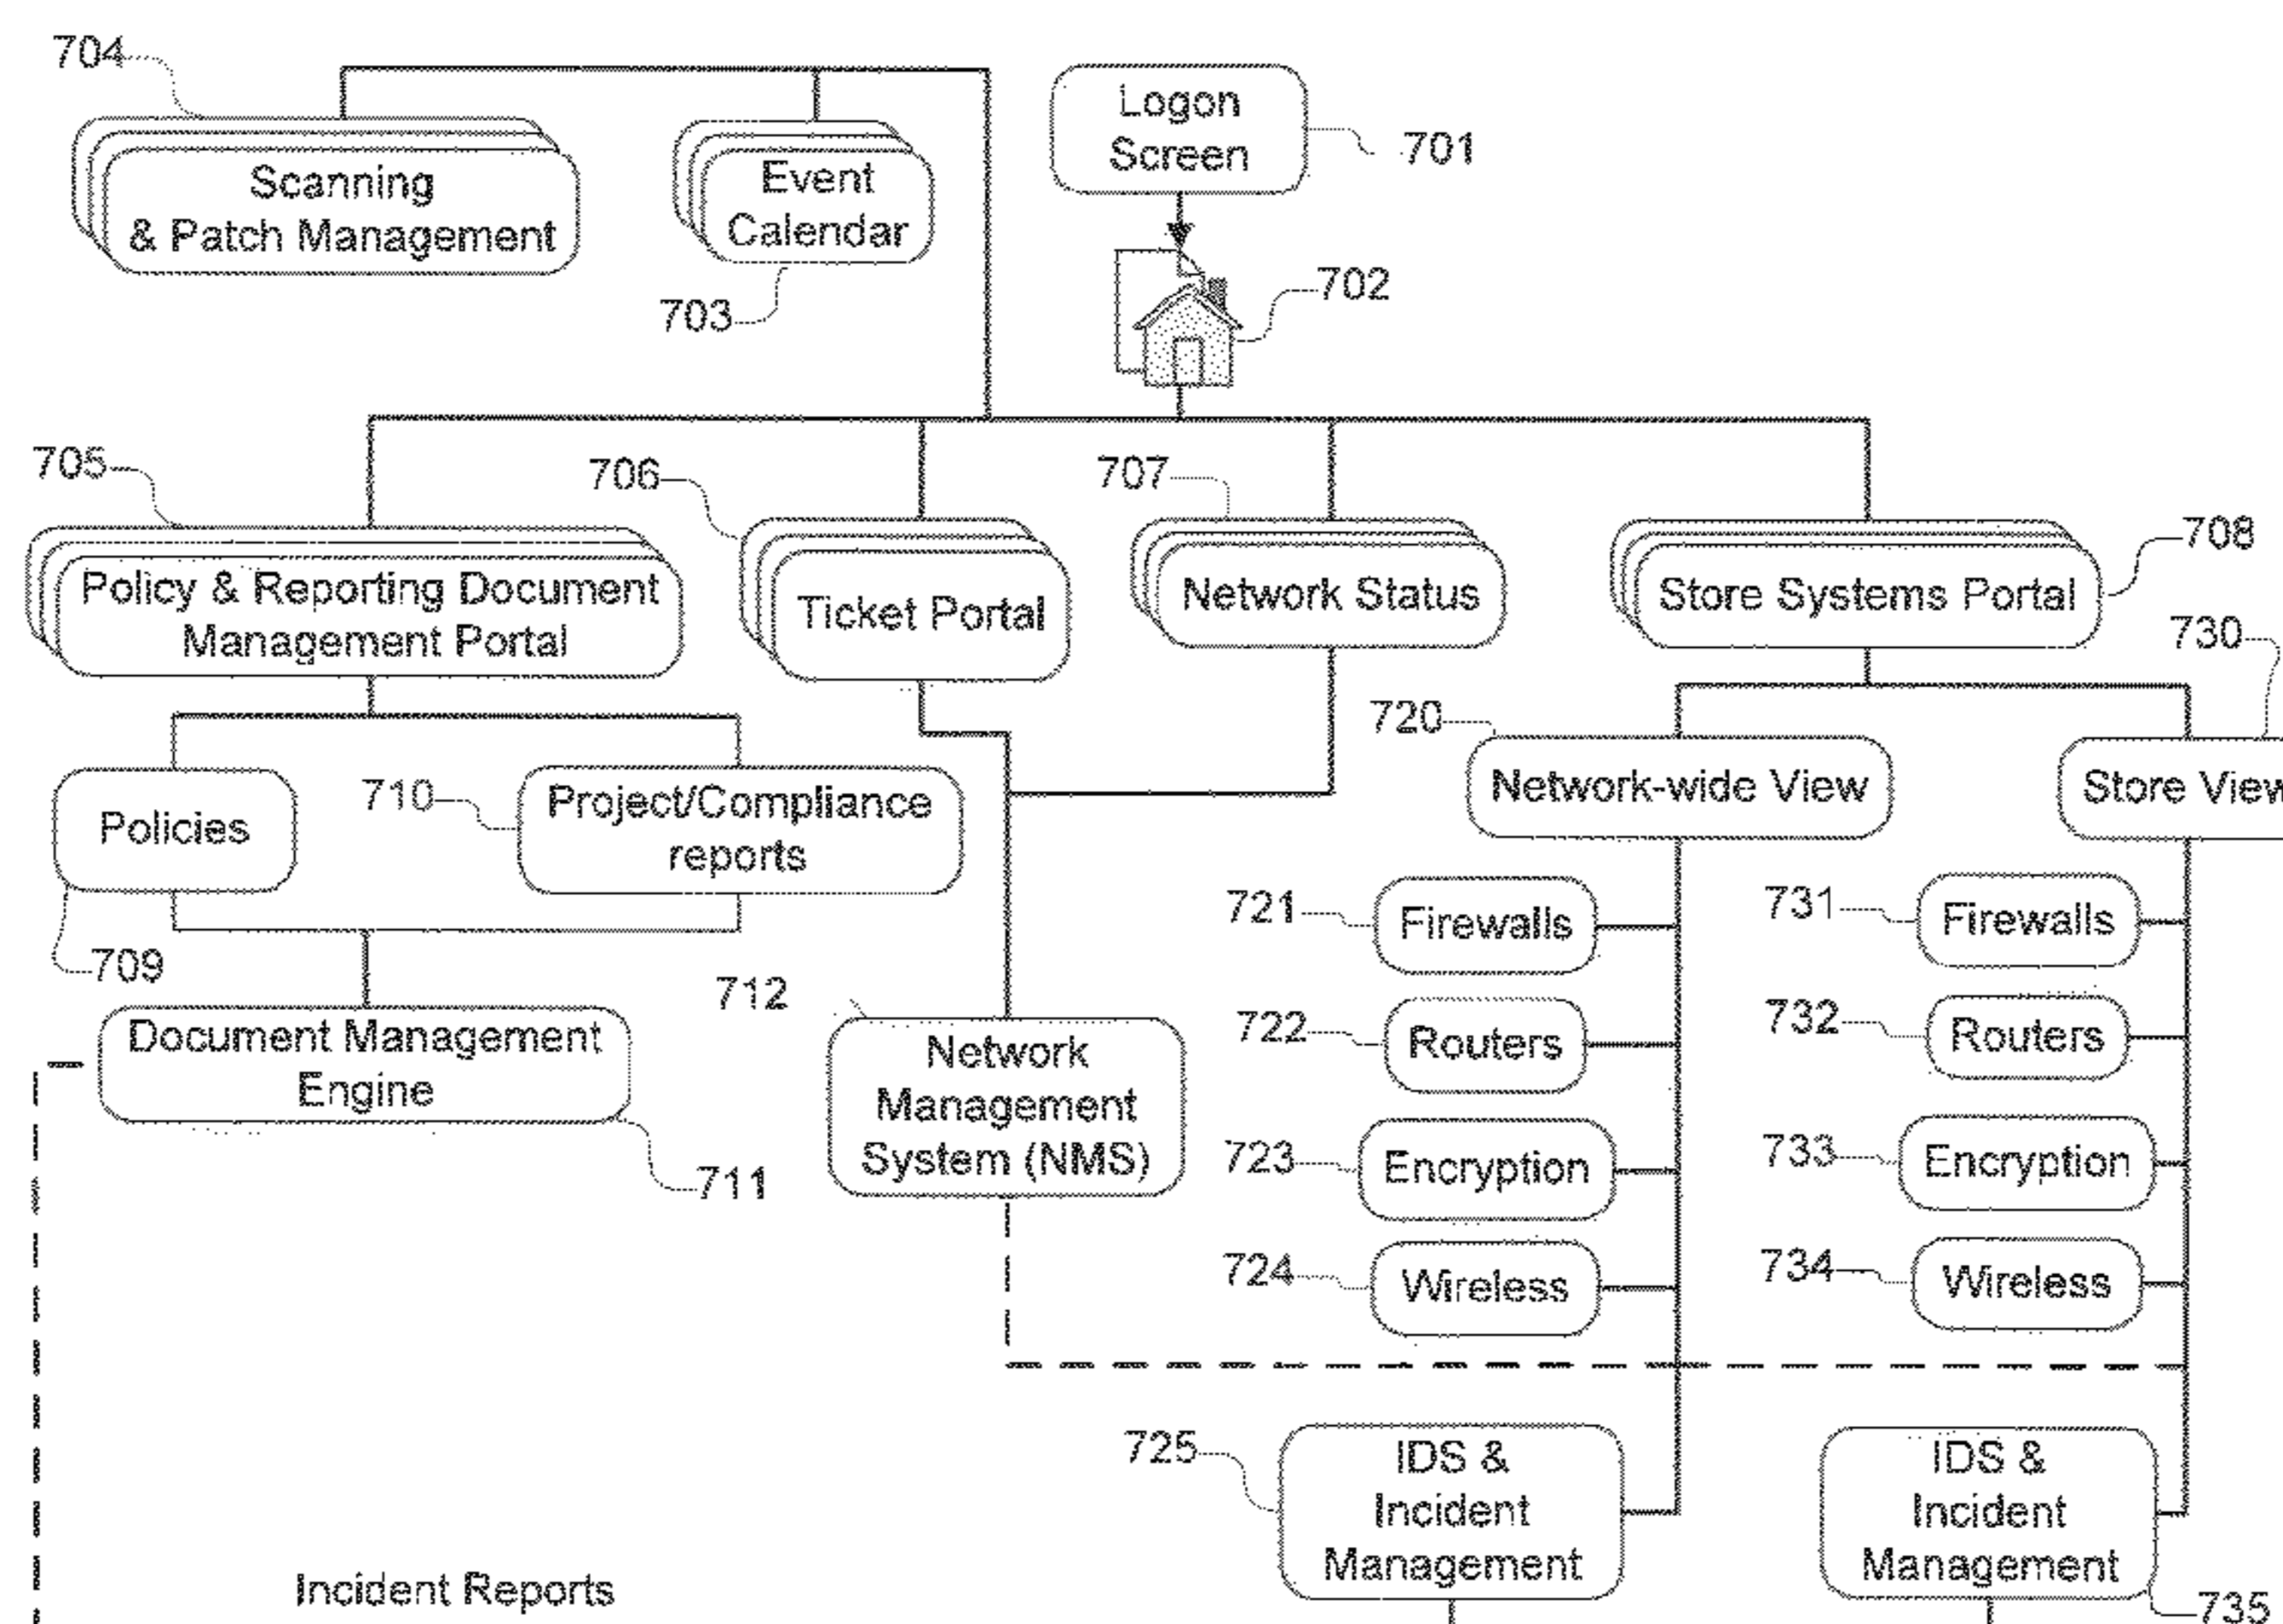 704
Logon
Screen
701
Scanning
& Patch Management
Event
Calendar
703
702
705
706
707
708
Policy & Reporting Document
Management Portal
Ticket Portal
Network Status
Store Systems Portal
730
720
Policies
710
Project/Compliance
reports
Network-wide View
Store View
709
721
Firewalls
731
Firewalls
712
722
Routers
732
Routers
Document Management
Engine
711
Network
Management
System (NMS)
723
Encryption
733
Encryption
724
Wireless
734
Wireless
725
IDS &
Incident
Management
IDS &
Incident
Management
735
Incident Reports